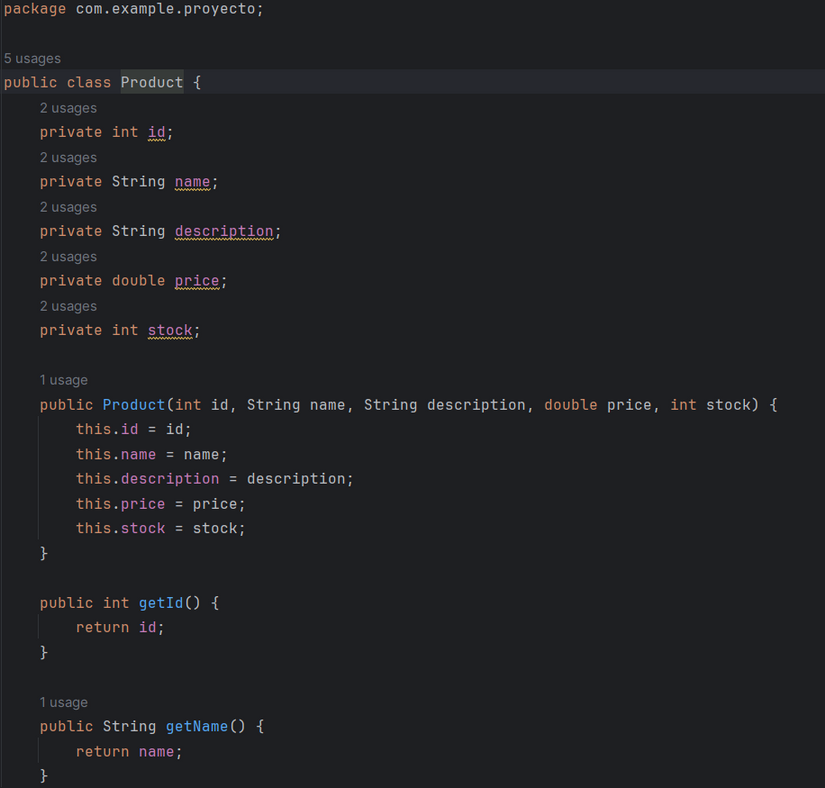 package com.example.proyecto;
5 usages
public class Product {
2 usages
private int id;
2 usages
private String name;
2 usages
private String description;
2 usages
private double price;
2 usages
private int stock;
1 usage
public Product(int id, String name, String description, double price, int stock) {
this.id = id;
this.name = name;
this.description = description;
this.price = price;
this.stock = stock;
}
public int getId() {
return id;
}
1 usage
public String getName() {
return name;
}